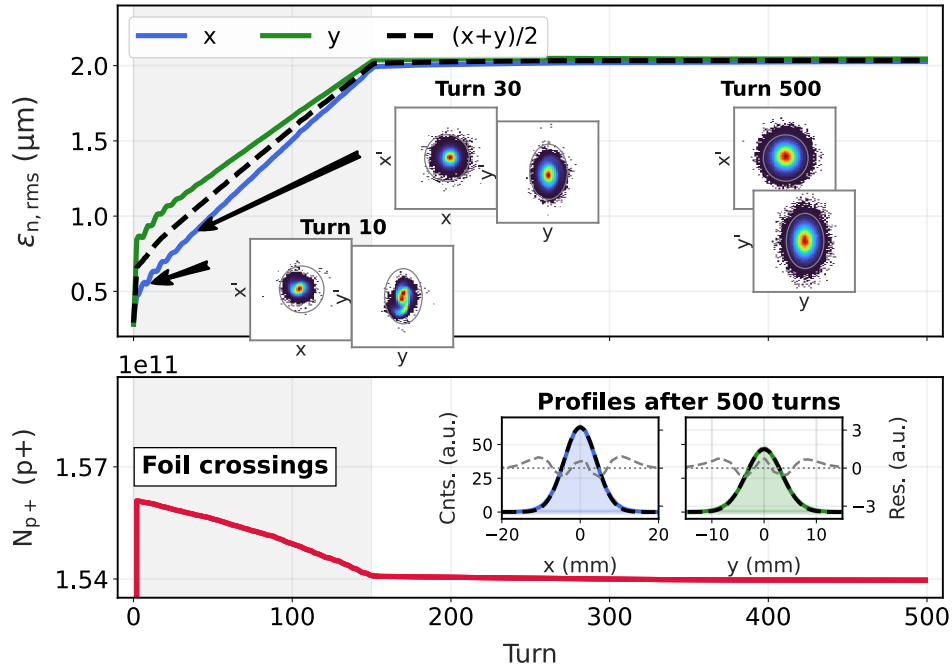 x y (x+y)/2
εn, rms (μm)
2.0
1.5
1.0
0.5
Turn 30
x'
x
y'
y
Turn 500
x'
y'
y
Turn 10
x'
x
y'
y
1e11
Np+ (p+)
1.57
1.54
Foil crossings
Profiles after 500 turns
Cnts. (a.u.)
50
25
0
−20 0 20
x (mm)
−10 0 10
y (mm)
3
0
−3
Res. (a.u.)
0 100 200 300 400 500
Turn